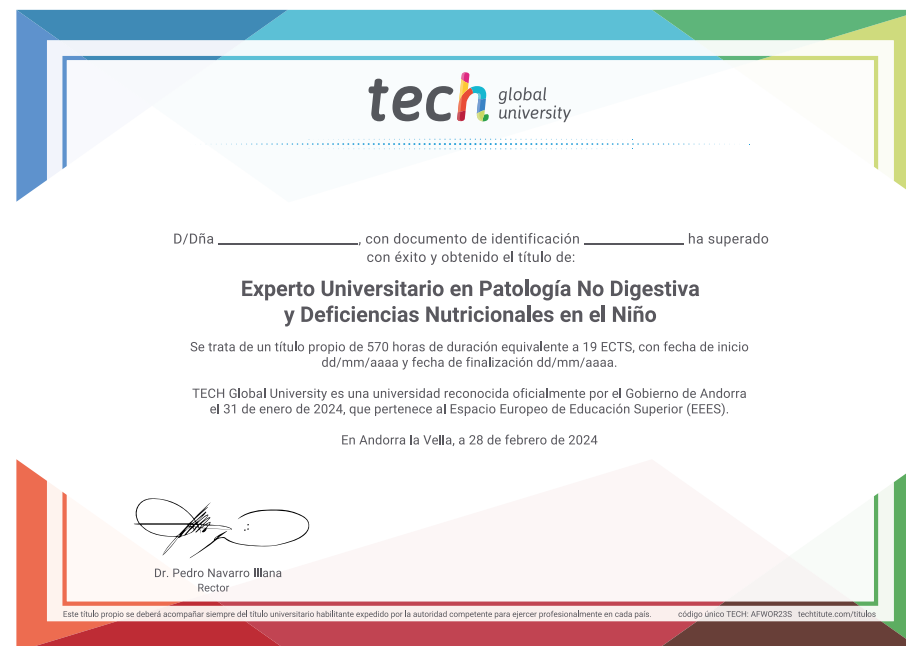 tech global university
D/Dña ____________________, con documento de identificación ______________ ha superado
con éxito y obtenido el título de:
Experto Universitario en Patología No Digestiva
y Deficiencias Nutricionales en el Niño
Se trata de un título propio de 570 horas de duración equivalente a 19 ECTS, con fecha de inicio
dd/mm/aaaa y fecha de finalización dd/mm/aaaa.
TECH Global University es una universidad reconocida oficialmente por el Gobierno de Andorra
el 31 de enero de 2024, que pertenece al Espacio Europeo de Educación Superior (EEES).
En Andorra la Vella, a 28 de febrero de 2024
Dr. Pedro Navarro Illana
Rector
Este título propio se deberá acompañar siempre del título universitario habilitante expedido por la autoridad competente para ejercer profesionalmente en cada país. código único TECH: AFWOR23S techtitute.com/titulos